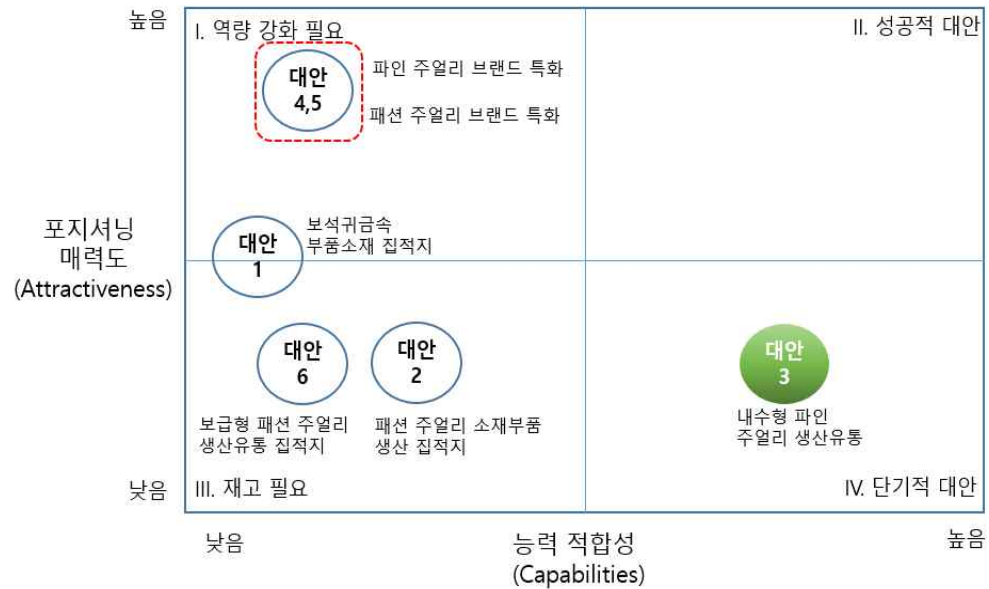 높음
I. 역량 강화 필요
II. 성공적 대안
대안
4,5
파인 주얼리 브랜드 특화
패션 주얼리 브랜드 특화
포지셔닝
매력도
(Attractiveness)
대안
1
보석귀금속
부품소재 집적지
대안
6
보급형 패션 주얼리
생산유통 집적지
대안
2
패션 주얼리 소재부품
생산 집적지
대안
3
내수형 파인
주얼리 생산유통
낮음
III. 재고 필요
IV. 단기적 대안
낮음
능력 적합성
(Capabilities)
높음